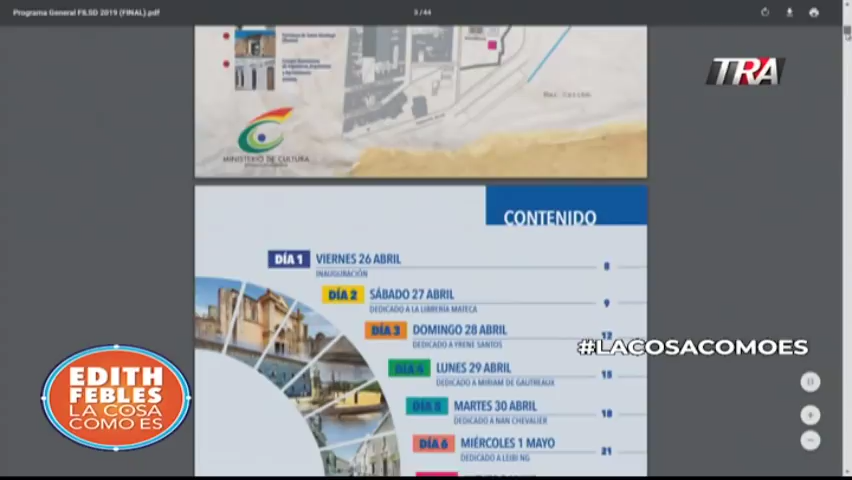 Programa General FILSD 2019 (FINAL).pdf
3 / 44
TRA
MINISTERIO DE CULTURA
CONTENIDO
DÍA 1 VIERNES 26 ABRIL 8
INAUGURACIÓN
DÍA 2 SÁBADO 27 ABRIL 9
DEDICADO A LA LIBRERÍA MATECA
DÍA 3 DOMINGO 28 ABRIL 12
DEDICADO A YRENE SANTOS
#LACOSACOMOES
DÍA 4 LUNES 29 ABRIL 15
DEDICADO A MIRIAM DE GAUTREAUX
DÍA 5 MARTES 30 ABRIL 18
DEDICADO A NAN CHEVALIER
DÍA 6 MIÉRCOLES 1 MAYO 21
DEDICADO A LEIBI NG
EDITH
FEBLES
LA COSA
COMO ES